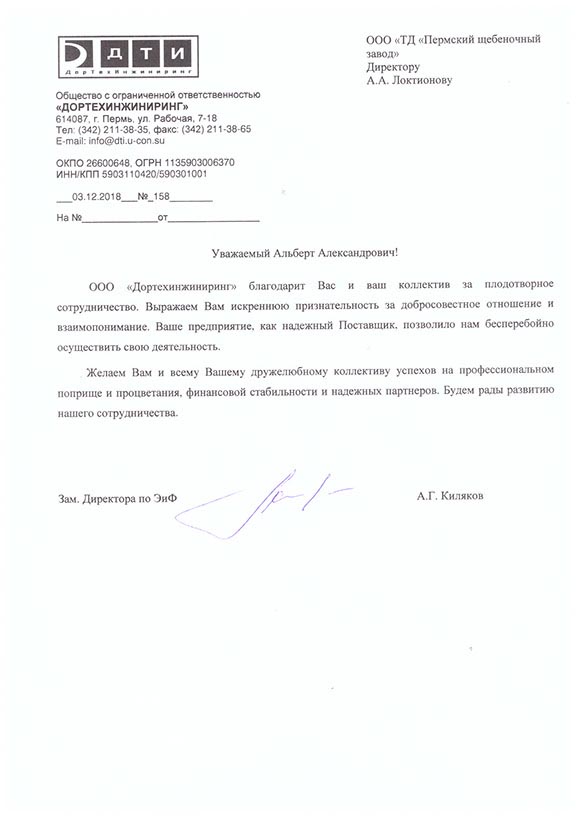 ДТИ
ДорТехИнжиниринг
Общество с ограниченной ответственностью
«ДОРТЕХИНЖИНИРИНГ»
614087, г. Пермь, ул. Рабочая, 7-18
Тел: (342) 211-38-35, факс: (342) 211-38-65
E-mail: info@dti.u-con.su
ОКПО 26600648, ОГРН 1135903006370
ИНН/КПП 5903110420/590301001
___03.12.2018___№_158________
На №______________от_________________
ООО «ТД «Пермский щебеночный
завод»
Директору
А.А. Локтионову
Уважаемый Альберт Александрович!
ООО «Дортехинжиниринг» благодарит Вас и ваш коллектив за плодотворное
сотрудничество. Выражаем Вам искреннюю признательность за добросовестное отношение и
взаимопонимание. Ваше предприятие, как надежный Поставщик, позволило нам бесперебойно
осуществить свою деятельность.
Желаем Вам и всему Вашему дружелюбному коллективу успехов на профессиональном
поприще и процветания, финансовой стабильности и надежных партнеров. Будем рады развитию
нашего сотрудничества.
Зам. Директора по ЭиФ
А.Г. Киляков